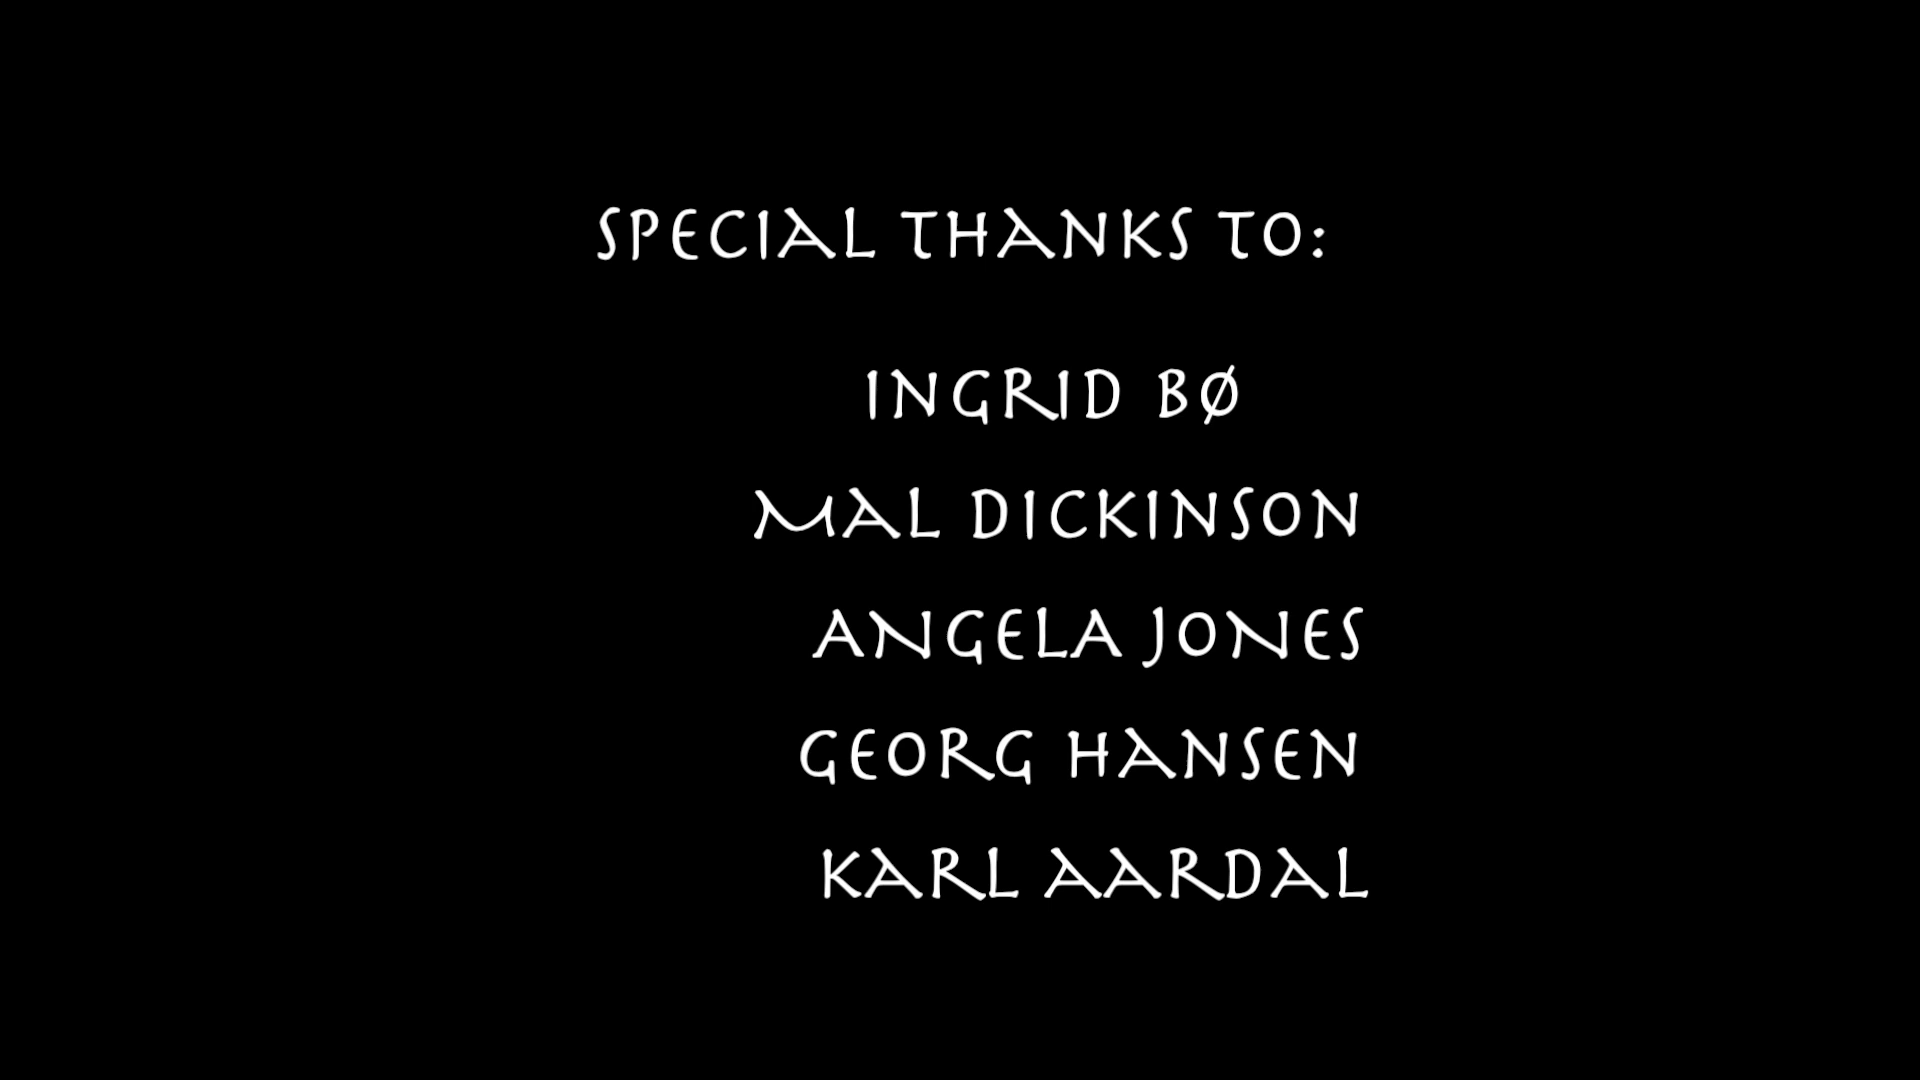 SPECIAL THANKS TO:
INGRID BØ
MAL DICKINSON
ANGELA JONES
GEORG HANSEN
KARL AARDAL